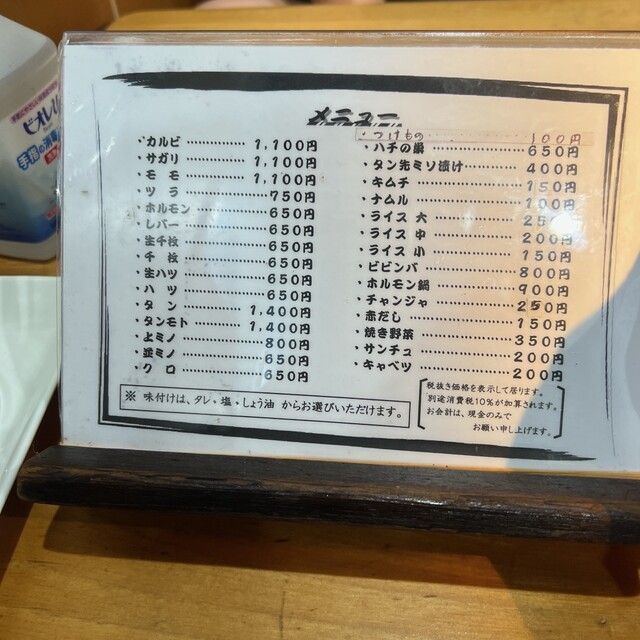 ビオレu
手指の消毒
メニュー
・カルビ………… 1,100円
・サガリ………… 1,100円
・モ モ………… 1,100円
・ツ ラ………… 750円
・ホルモン………… 650円
・レバー………… 650円
・生千枚………… 650円
・千 枚………… 650円
・生ハツ………… 650円
・ハ ツ………… 650円
・タ ン………… 1,400円
・タンモト………… 1,400円
・上ミノ………… 800円
・並ミノ………… 650円
・ク ロ………… 650円
・つけもの 100円
・ハチの巣………… 650円
・タン先ミソ漬け………… 400円
・キムチ………… 150円
・ナムル………… 100円
・ライス 大………… 250円
・ライス 中………… 200円
・ライス 小………… 150円
・ビビンバ………… 800円
・ホルモン鍋………… 900円
・チャンジャ………… 250円
・赤だし………… 150円
・焼き野菜………… 350円
・サンチュ………… 200円
・キャベツ………… 200円
※ 味付けは、タレ・塩・しょう油 からお選びいただけます。
税抜き価格を表示して居ります。
別途消費税10%が加算されます。
お会計は、現金のみで
お願い申し上げます。